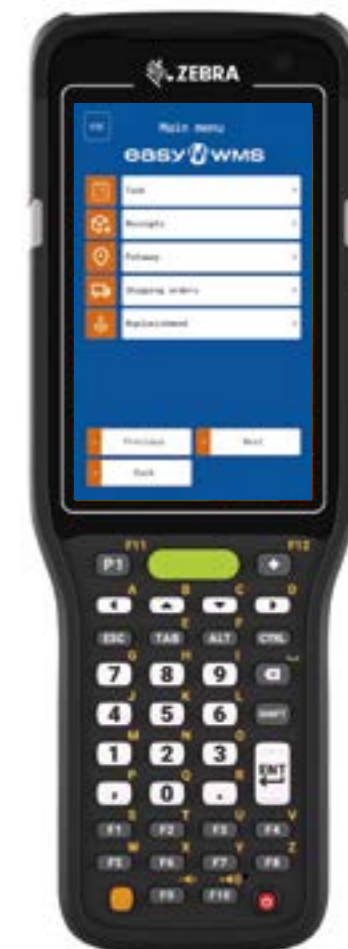 ZEBRA
ESC
Main menu
easy WMS
Task
Receipts
Putaway
Shipping orders
Replenishment
Previous
Next
Back
F11
F12
P1
A
B
C
D
E
F
ESC
TAB
ALT
CTRL
G
H
I
7
8
9
J
K
L
4
5
6
SHIFT
M
N
O
1
2
3
ENT
P
Q
R
,
0
.
S
T
U
V
F1
F2
F3
F4
W
X
Y
Z
F5
F6
F7
F8
F9
F10